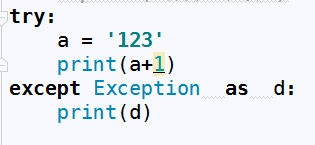 try:
    a = '123'
    print(a+1)
except Exception  as  d:
    print(d)